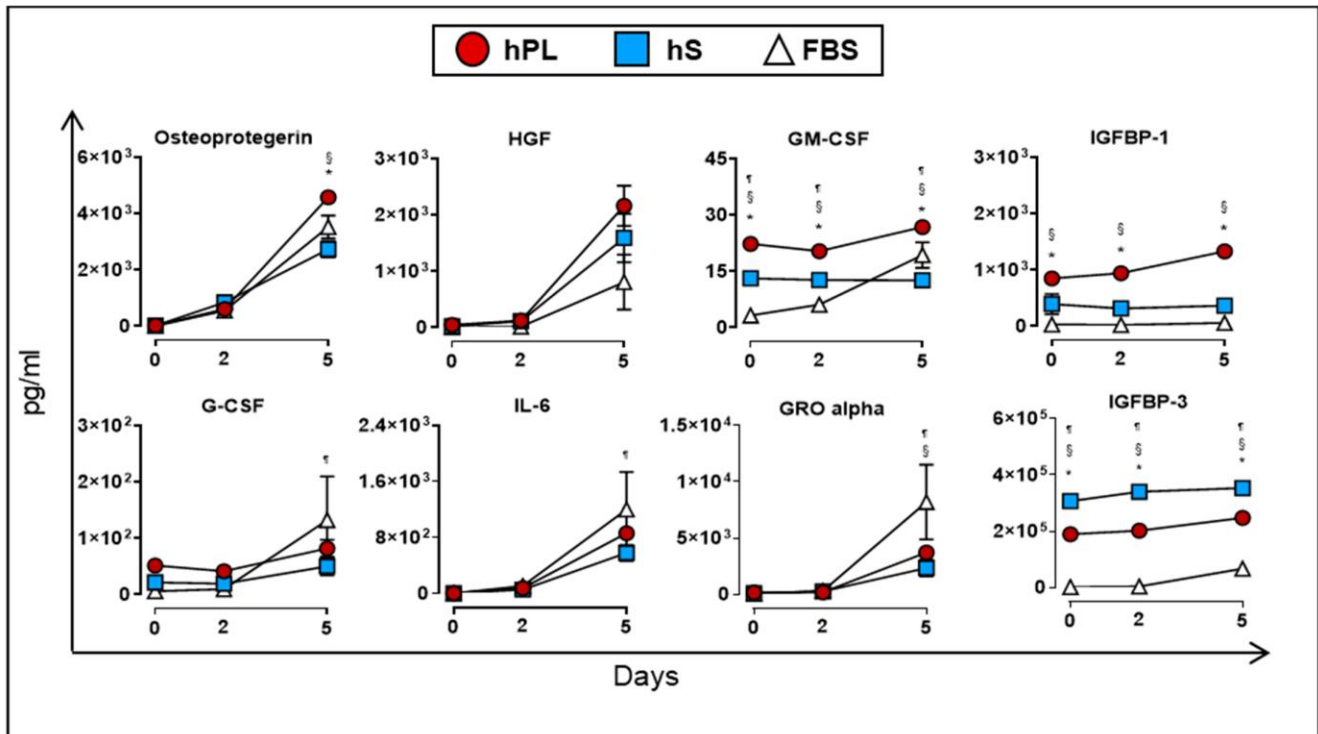 hPL hS FBS
Osteoprotegerin
6×10³
4×10³
2×10³
0
§
*
0 2 5
HGF
3×10³
2×10³
1×10³
0
0 2 5
GM-CSF
45
30
15
0
¶ ¶ ¶
§ § §
* * *
0 2 5
IGFBP-1
3×10³
2×10³
1×10³
0
§ § §
* * *
0 2 5
G-CSF
3×10²
2×10²
1×10²
0
¶
0 2 5
IL-6
2.4×10³
1.6×10³
8×10²
0
¶
0 2 5
GRO alpha
1.5×10⁴
1×10⁴
5×10³
0
¶
§
0 2 5
IGFBP-3
6×10⁵
4×10⁵
2×10⁵
0
¶ ¶ ¶
§ § §
* * *
0 2 5
pg/ml
Days